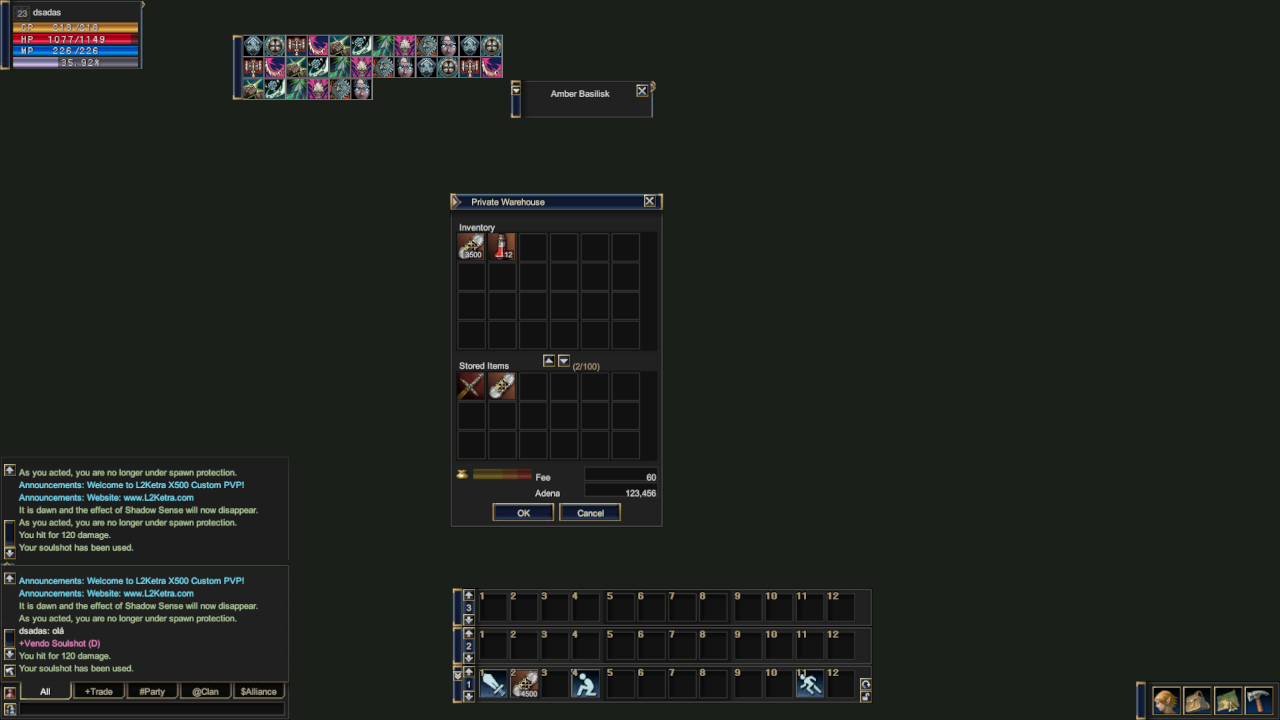 23 dsadas
CP 218/218
HP 1077/1149
MP 226/226
35.92%
Amber Basilisk
Private Warehouse
Inventory
3500 12
Stored Items (2/100)
Fee 60
Adena 123,456
OK Cancel
As you acted, you are no longer under spawn protection.
Announcements: Welcome to L2Ketra X500 Custom PVP!
Announcements: Website: www.L2Ketra.com
It is dawn and the effect of Shadow Sense will now disappear.
As you acted, you are no longer under spawn protection.
You hit for 120 damage.
Your soulshot has been used.
Announcements: Welcome to L2Ketra X500 Custom PVP!
Announcements: Website: www.L2Ketra.com
It is dawn and the effect of Shadow Sense will now disappear.
As you acted, you are no longer under spawn protection.
dsadas: olá
+Vendo Soulshot (D)
You hit for 120 damage.
Your soulshot has been used.
All +Trade #Party @Clan $Alliance
3 1 2 3 4 5 6 7 8 9 10 11 12
2 1 2 3 4 5 6 7 8 9 10 11 12
1 1 2 3 4 5 6 7 8 9 10 11 12
4500